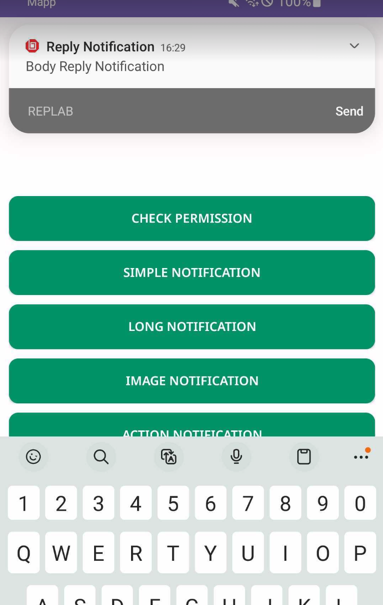 Mapp 100%
Reply Notification 16:29
Body Reply Notification
REPLAB Send
CHECK PERMISSION
SIMPLE NOTIFICATION
LONG NOTIFICATION
IMAGE NOTIFICATION
ACTION NOTIFICATION
1 2 3 4 5 6 7 8 9 0
Q W E R T Y U I O P
A S D F G H J K L